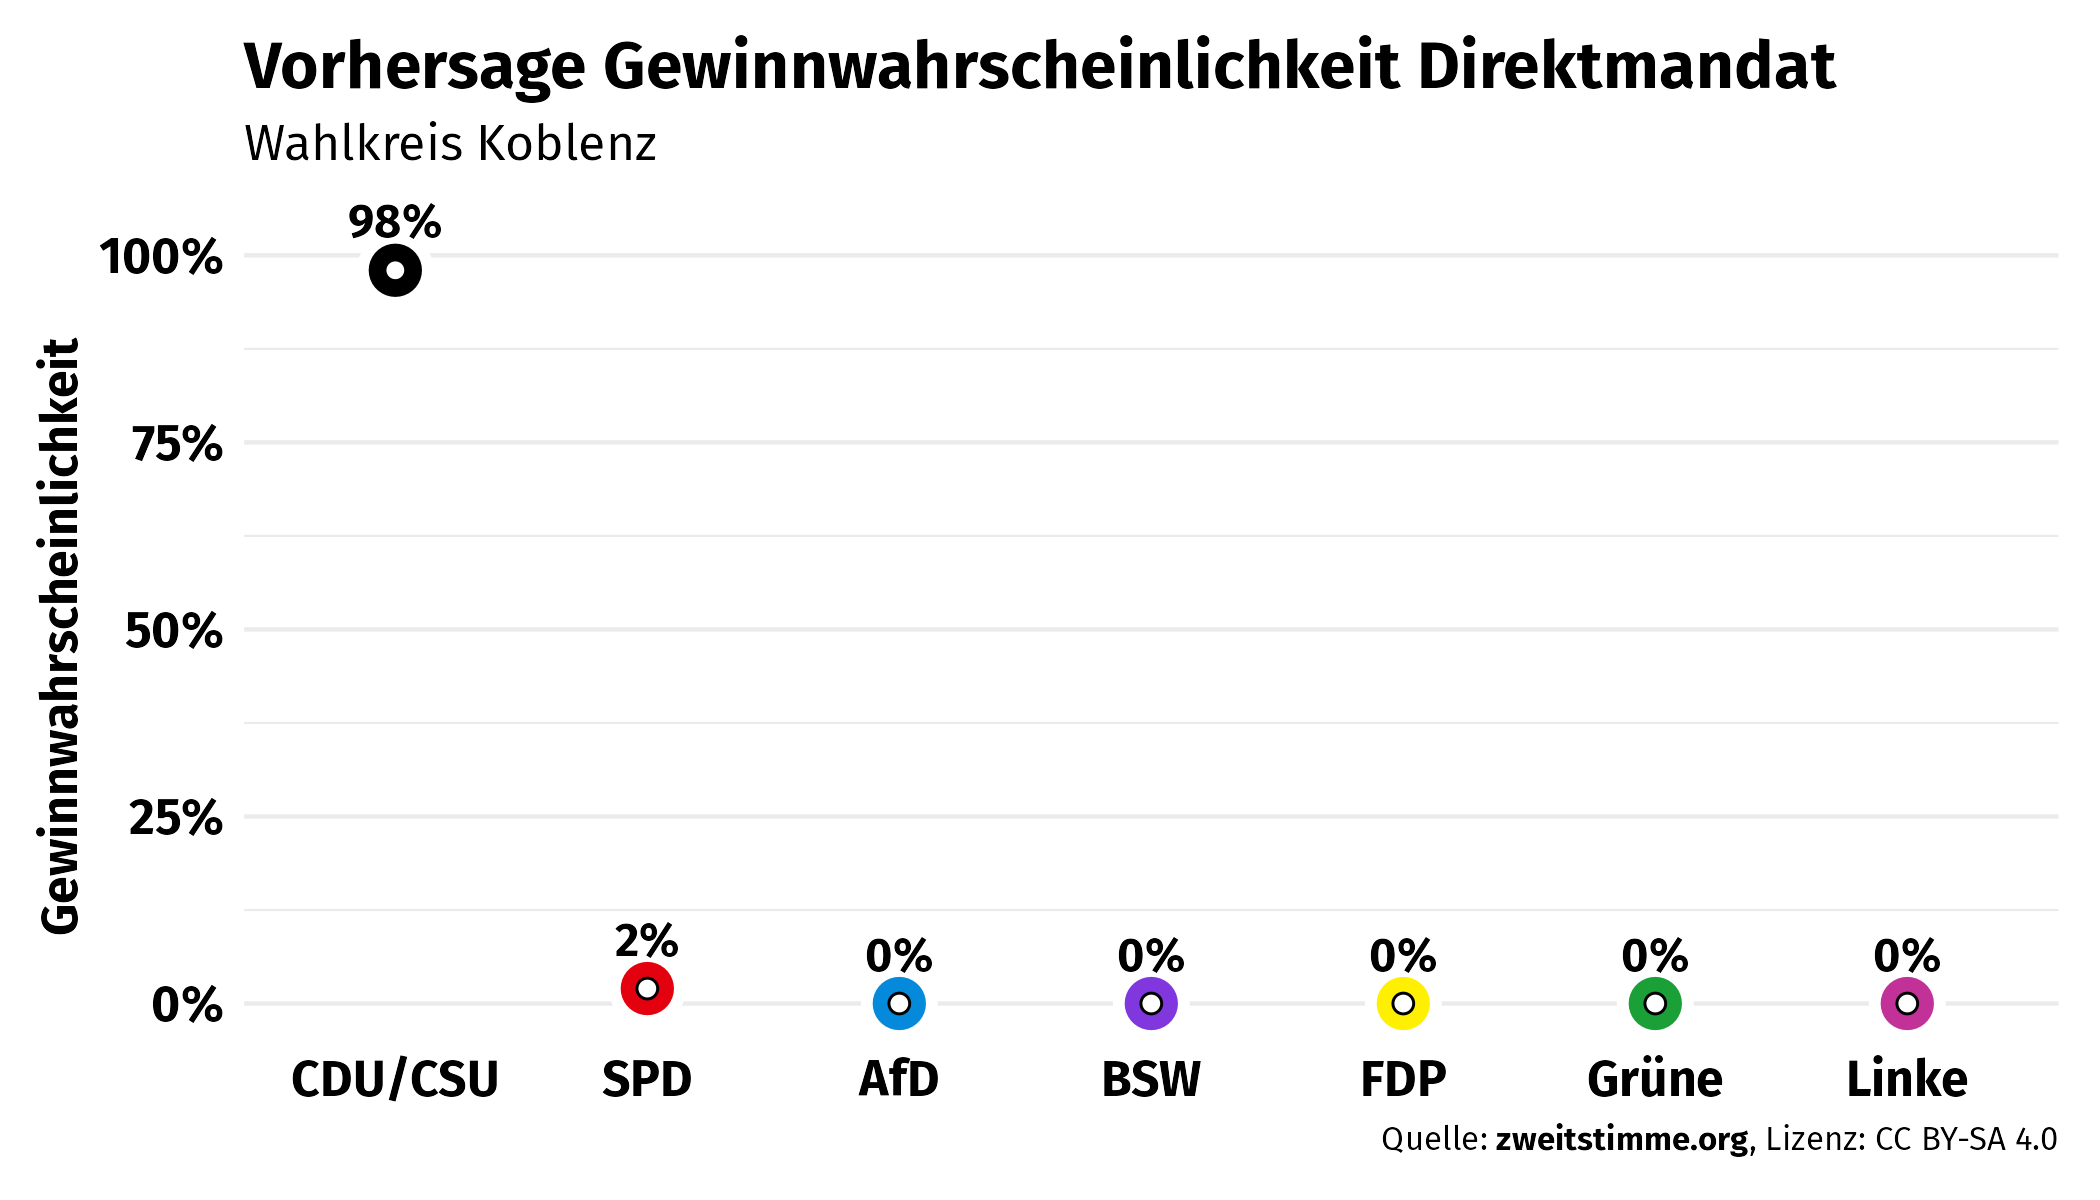 Vorhersage Gewinnwahrscheinlichkeit Direktmandat
Wahlkreis Koblenz
Gewinnwahrscheinlichkeit
100%
75%
50%
25%
0%
98%
2%
0%
0%
0%
0%
0%
CDU/CSU SPD AfD BSW FDP Grüne Linke
Quelle: zweitstimme.org, Lizenz: CC BY-SA 4.0